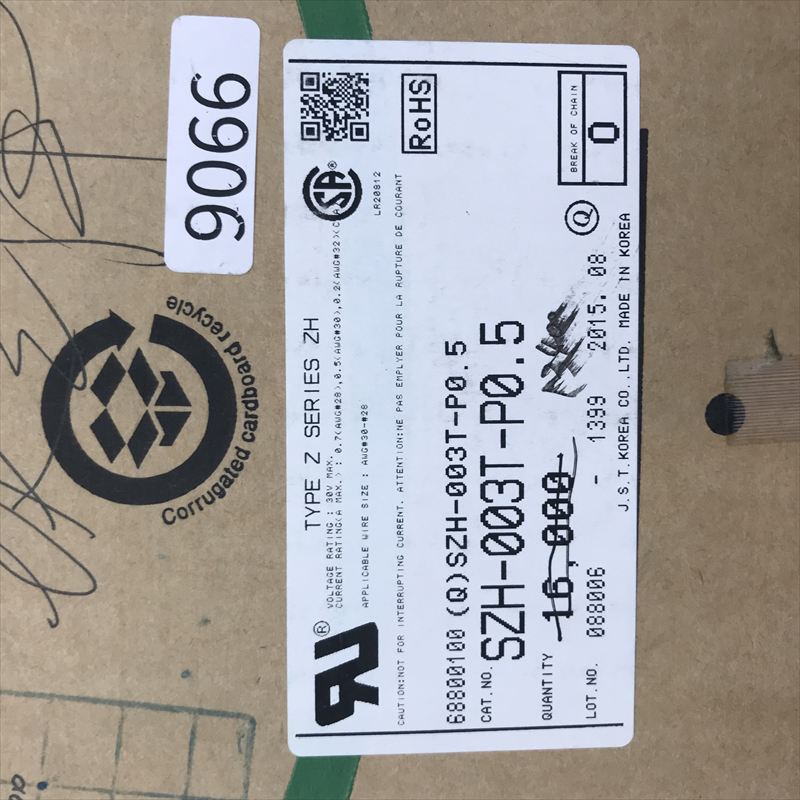 9066
Corrugated cardboard recycle
TYPE Z SERIES ZH
VOLTAGE RATING : 30V MAX.
CURRENT RATING(A MAX.) : 0.7(AWG#28),0.5(AWG#30),0.2(AWG#32)
APPLICABLE WIRE SIZE : AWG#30-#28
LR20812
CAUTION:NOT FOR INTERRUPTING CURRENT. ATTENTION:NE PAS EMPLYER POUR LA RUPTURE DE COURANT
RoHS
68800100 (Q)SZH-003T-P0.5
CAT.NO. SZH-003T-P0.5
QUANTITY 16,000
BREAK OF CHAIN
0
Q
LOT.NO. 088006 - 1399 2015. 08
J.S.T.KOREA CO.,LTD. MADE IN KOREA